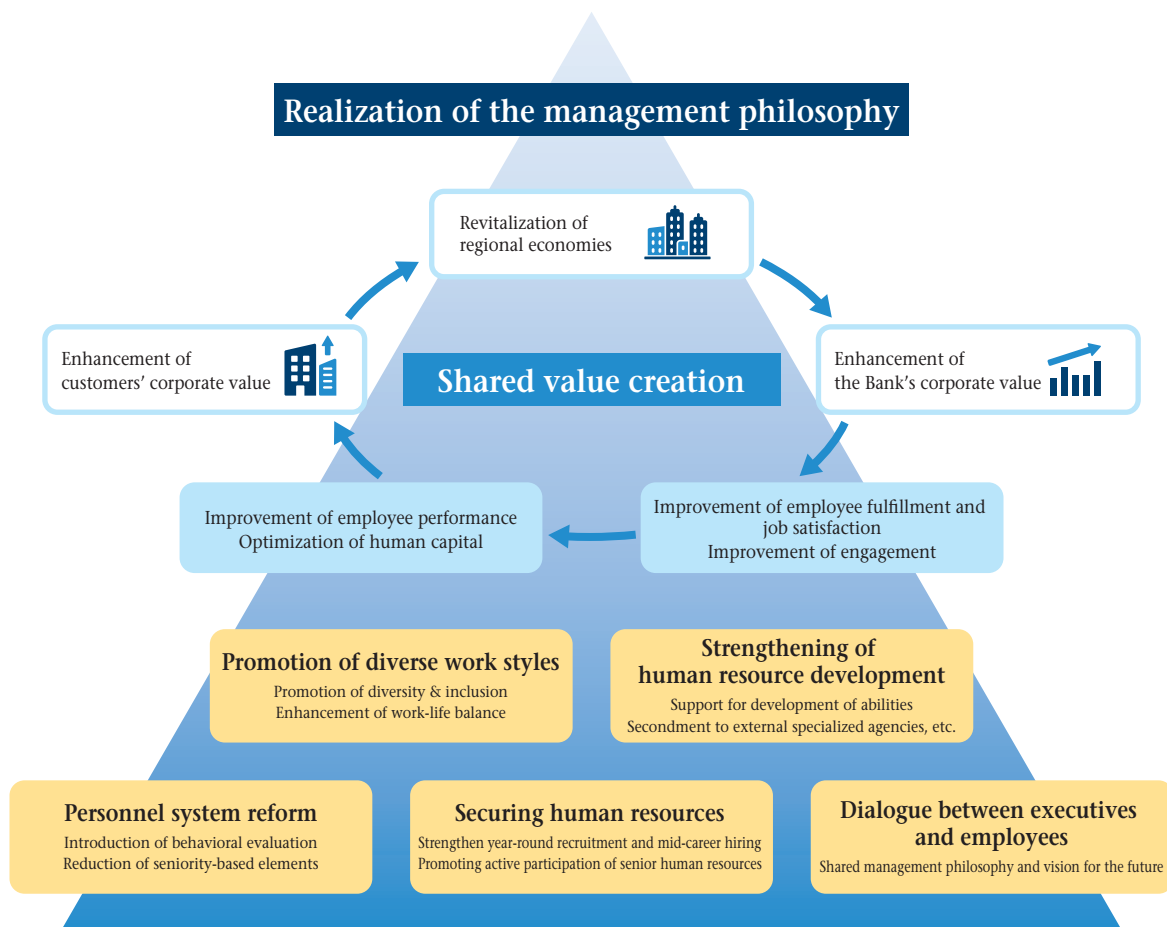 Realization of the management philosophy
Revitalization of
regional economies
Enhancement of
customers' corporate value
Shared value creation
Enhancement of
the Bank's corporate value
Improvement of employee performance
Optimization of human capital
Improvement of employee fulfillment and
job satisfaction
Improvement of engagement
Promotion of diverse work styles
Promotion of diversity & inclusion
Enhancement of work-life balance
Strengthening of
human resource development
Support for development of abilities
Secondment to external specialized agencies, etc.
Personnel system reform
Introduction of behavioral evaluation
Reduction of seniority-based elements
Securing human resources
Strengthen year-round recruitment and mid-career hiring
Promoting active participation of senior human resources
Dialogue between executives
and employees
Shared management philosophy and vision for the future